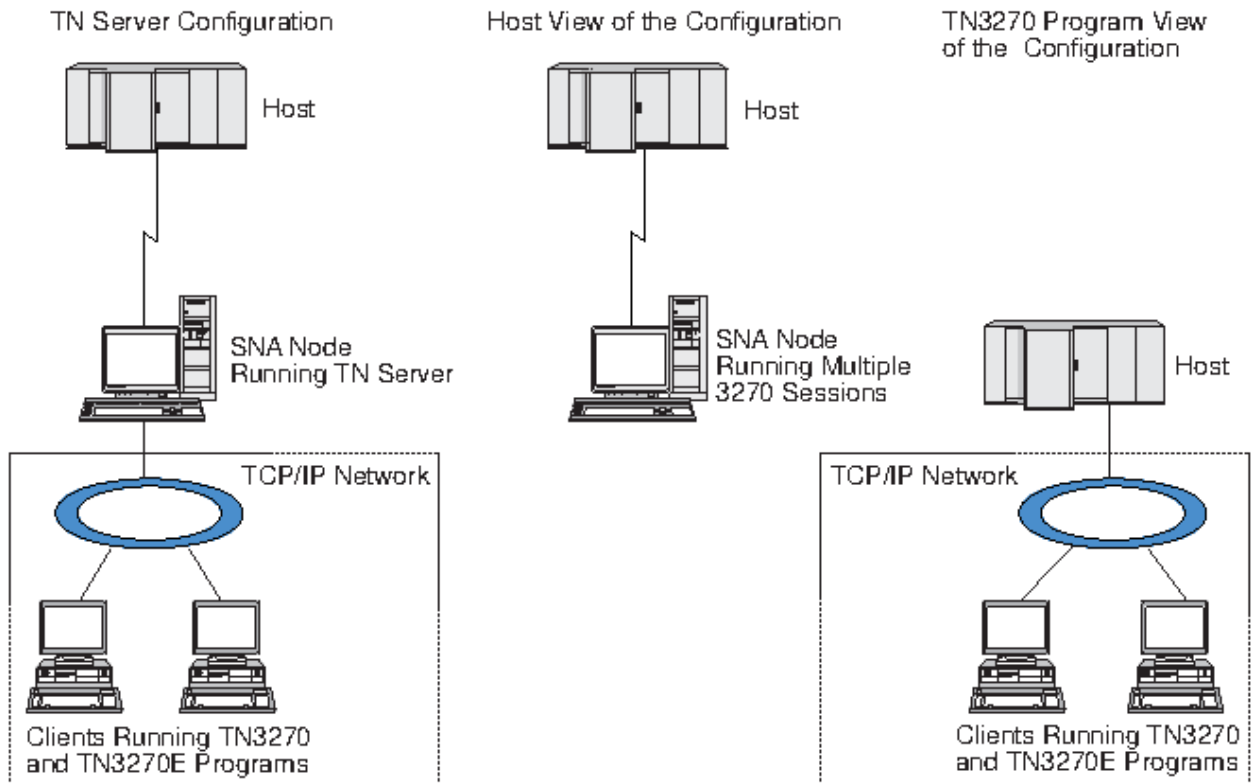 TN Server Configuration
Host
SNA Node
Running TN Server
TCP/IP Network
Clients Running TN3270
and TN3270E Programs
Host View of the Configuration
Host
SNA Node
Running Multiple
3270 Sessions
TN3270 Program View
of the Configuration
Host
TCP/IP Network
Clients Running TN3270
and TN3270E Programs